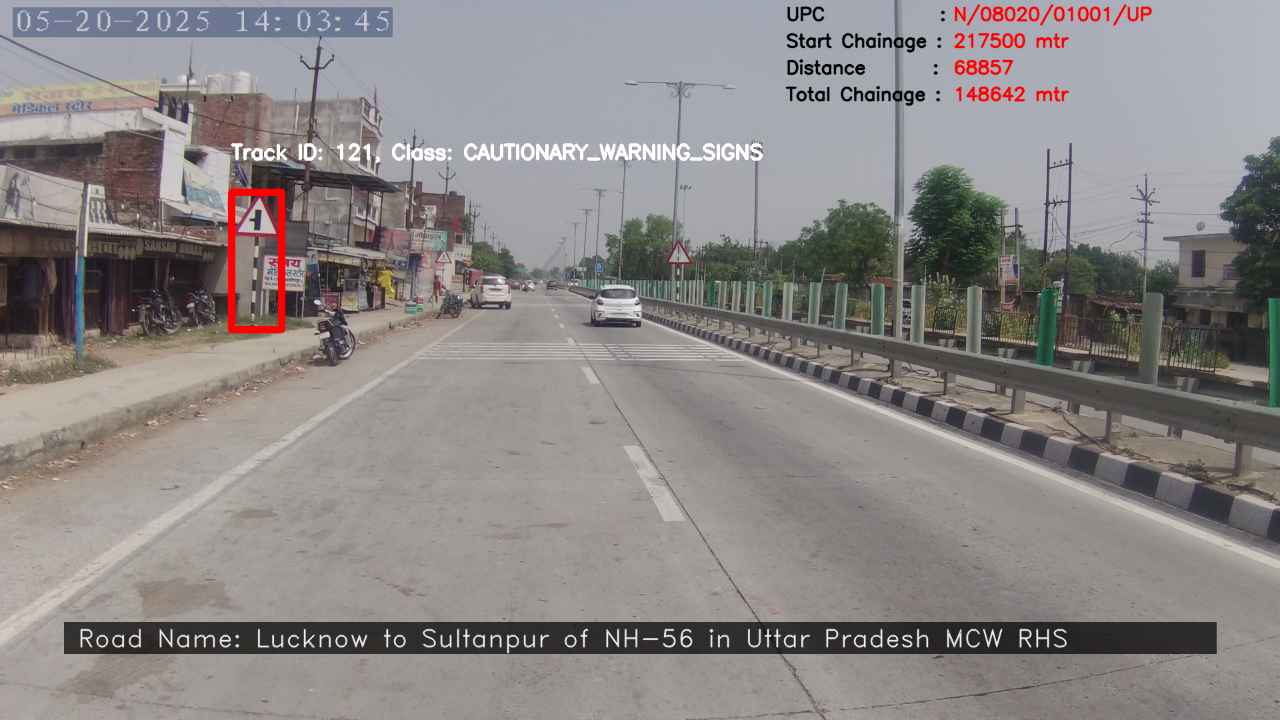 05-20-2025 14:03:45
UPC : N/08020/01001/UP
Start Chainage : 217500 mtr
Distance : 68857
Total Chainage : 148642 mtr
मेडिकल स्टोर
Track ID: 121, Class: CAUTIONARY_WARNING_SIGNS
Road Name: Lucknow to Sultanpur of NH-56 in Uttar Pradesh MCW RHS